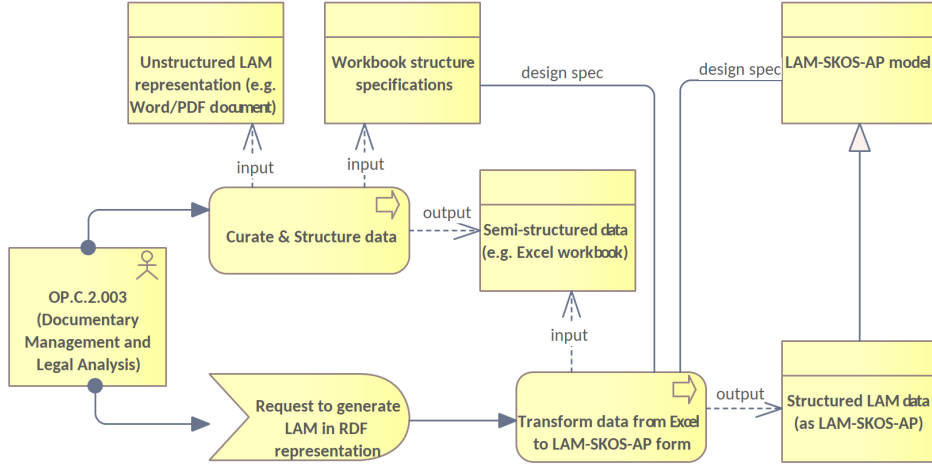 Unstructured LAM
representation (e.g.
Word/PDF document)
Workbook structure
specifications
design spec
design spec
LAM-SKOS-AP model
input
input
Curate & Structure data
output
Semi-structured data
(e.g. Excel workbook)
OP.C.2.003
(Documentary
Management and
Legal Analysis)
input
Request to generate
LAM in RDF
representation
Transform data from Excel
to LAM-SKOS-AP form
output
Structured LAM data
(as LAM-SKOS-AP)